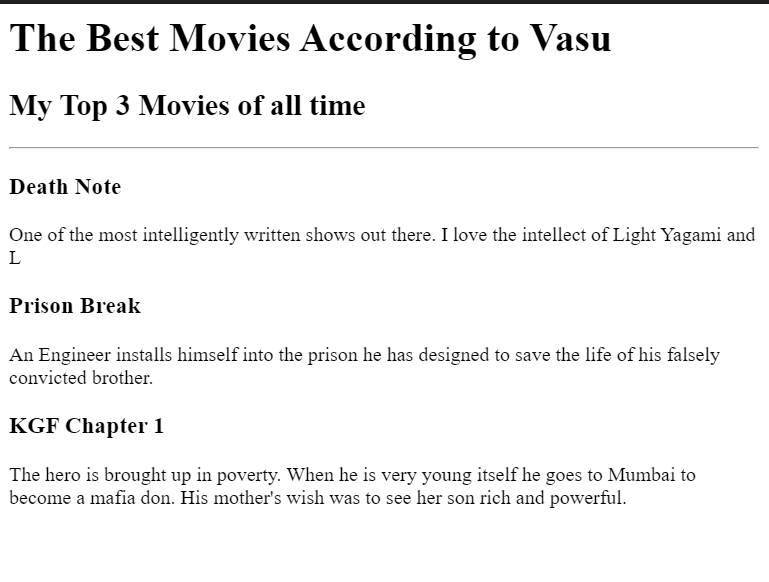 The Best Movies According to Vasu
My Top 3 Movies of all time
Death Note
One of the most intelligently written shows out there. I love the intellect of Light Yagami and
L
Prison Break
An Engineer installs himself into the prison he has designed to save the life of his falsely
convicted brother.
KGF Chapter 1
The hero is brought up in poverty. When he is very young itself he goes to Mumbai to
become a mafia don. His mother's wish was to see her son rich and powerful.